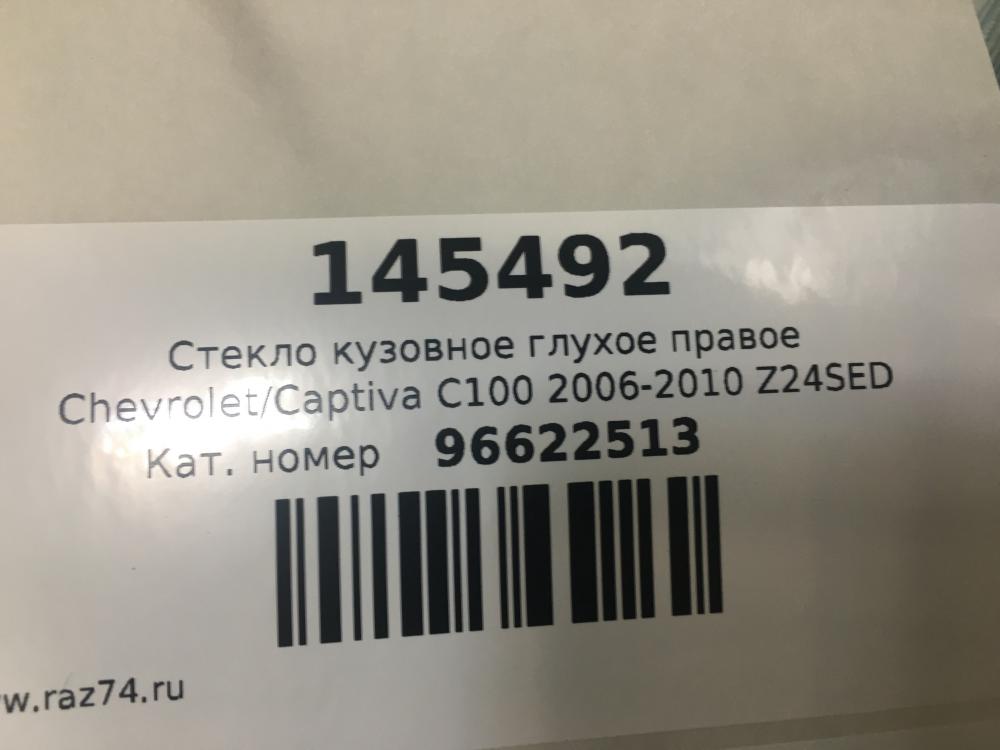 145492
Стекло кузовное глухое правое
Chevrolet/Captiva C100 2006-2010 Z24SED
Кат. номер 96622513
w.raz74.ru